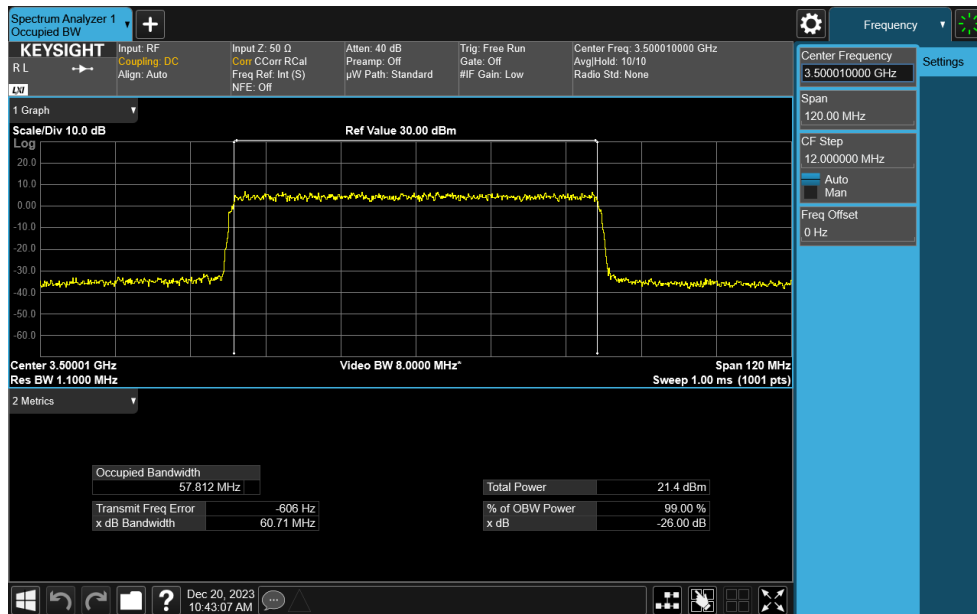 Spectrum Analyzer 1
Occupied BW
Frequency
KEYSIGHT
R L
LXI
Input: RF
Coupling: DC
Align: Auto
Input Z: 50 Ω
Corr CCorr RCal
Freq Ref: Int (S)
NFE: Off
Atten: 40 dB
Preamp: Off
µW Path: Standard
Trig: Free Run
Gate: Off
#IF Gain: Low
Center Freq: 3.500010000 GHz
Avg|Hold: 10/10
Radio Std: None
Center Frequency
3.500010000 GHz
Settings
Span
120.00 MHz
CF Step
12.000000 MHz
Auto
Man
Freq Offset
0 Hz
1 Graph
Scale/Div 10.0 dB
Ref Value 30.00 dBm
Log
20.0
10.0
0.00
-10.0
-20.0
-30.0
-40.0
-50.0
-60.0
Center 3.50001 GHz
Video BW 8.0000 MHz*
Span 120 MHz
Res BW 1.1000 MHz
Sweep 1.00 ms (1001 pts)
2 Metrics
Occupied Bandwidth
57.812 MHz
Total Power 21.4 dBm
Transmit Freq Error -606 Hz
% of OBW Power 99.00 %
x dB Bandwidth 60.71 MHz
x dB -26.00 dB
?
Dec 20, 2023
10:43:07 AM